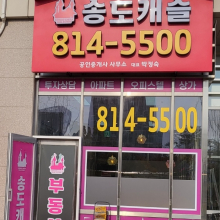 송도캐슬
814-5500
공인중개사 사무소 대표 박영숙
투자상담 아파트 오피스텔 상가
814-5500
송도캐
부동